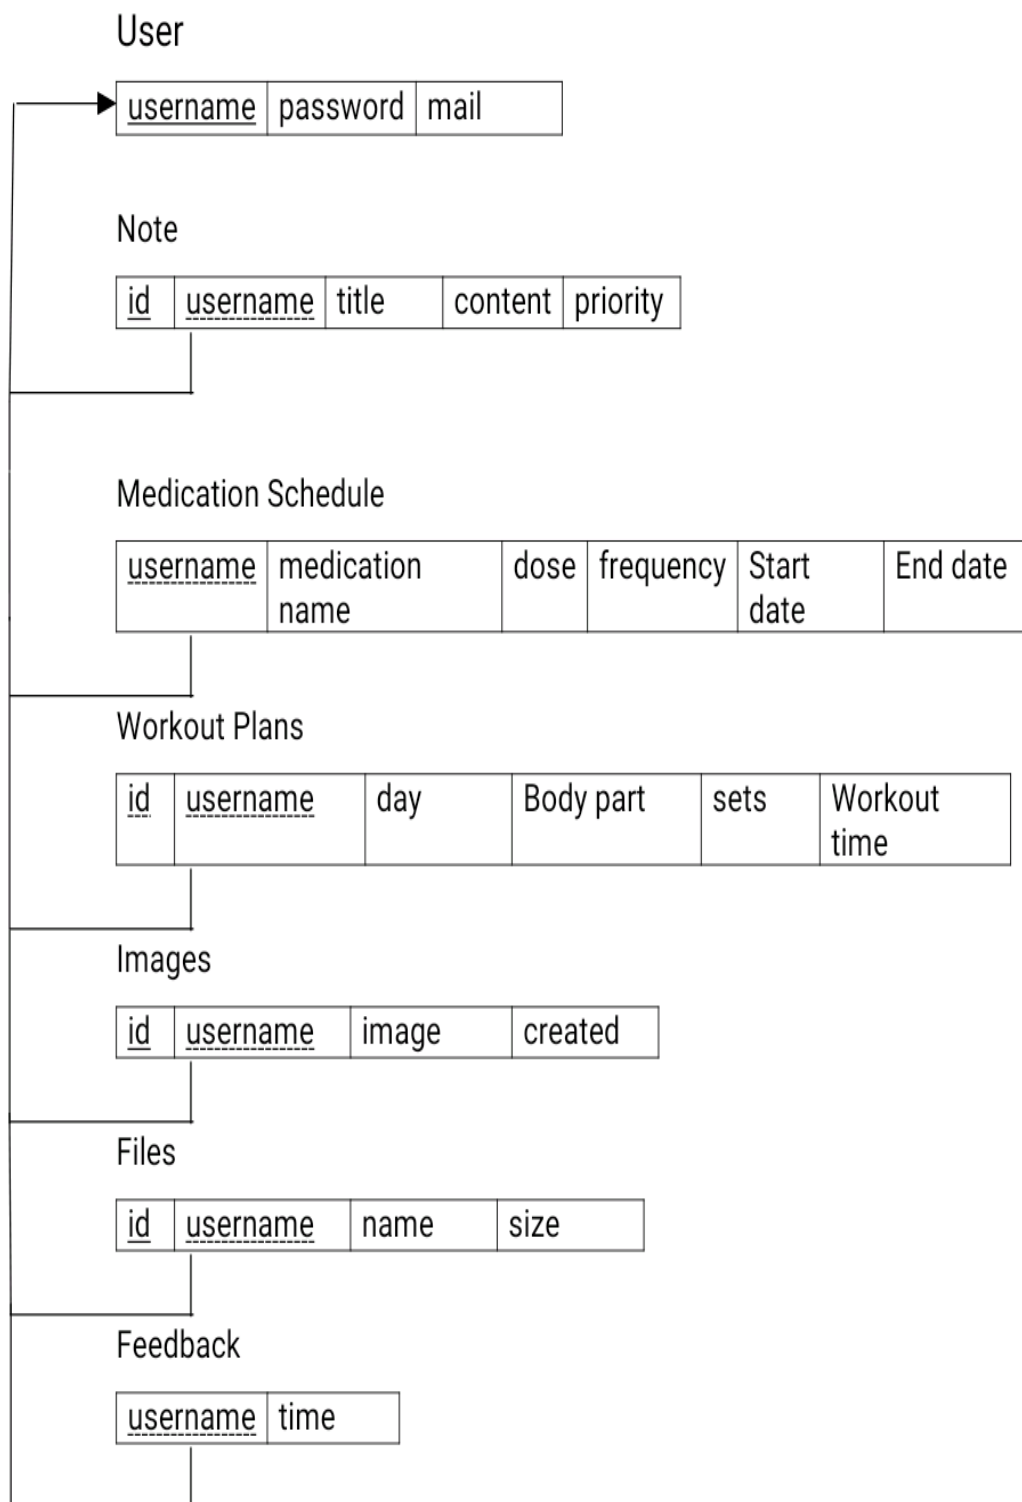 User
username password mail
Note
id username title content priority
Medication Schedule
username medication name dose frequency Start date End date
Workout Plans
id username day Body part sets Workout time
Images
id username image created
Files
id username name size
Feedback
username time